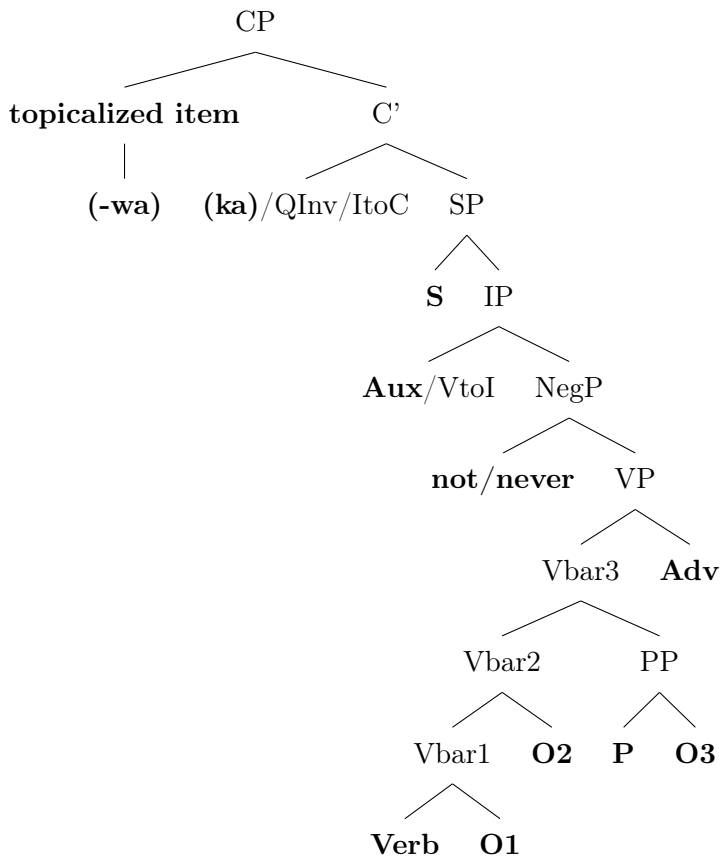 CP
topicalized item C’
(-wa) (ka)/QInv/ItoC SP
S IP
Aux/VtoI NegP
not/never VP
Vbar3 Adv
Vbar2 PP
Vbar1 O2 P O3
Verb O1